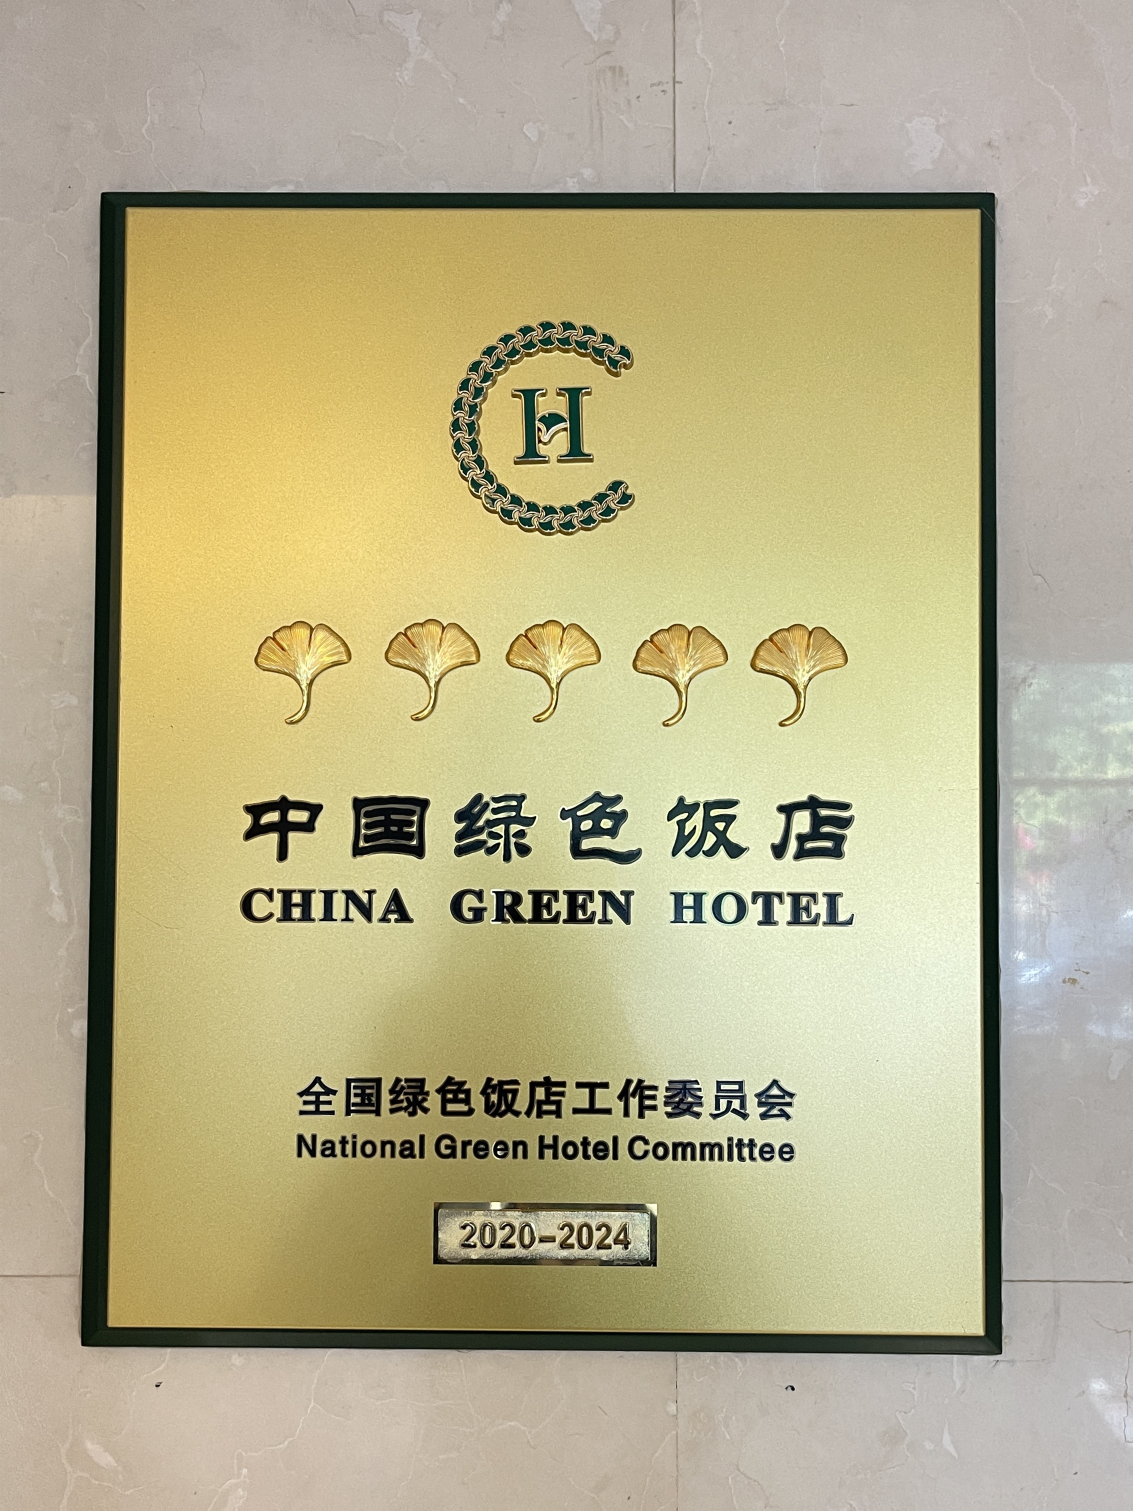 CH
中国绿色饭店
CHINA GREEN HOTEL
全国绿色饭店工作委员会
National Green Hotel Committee
2020-2024